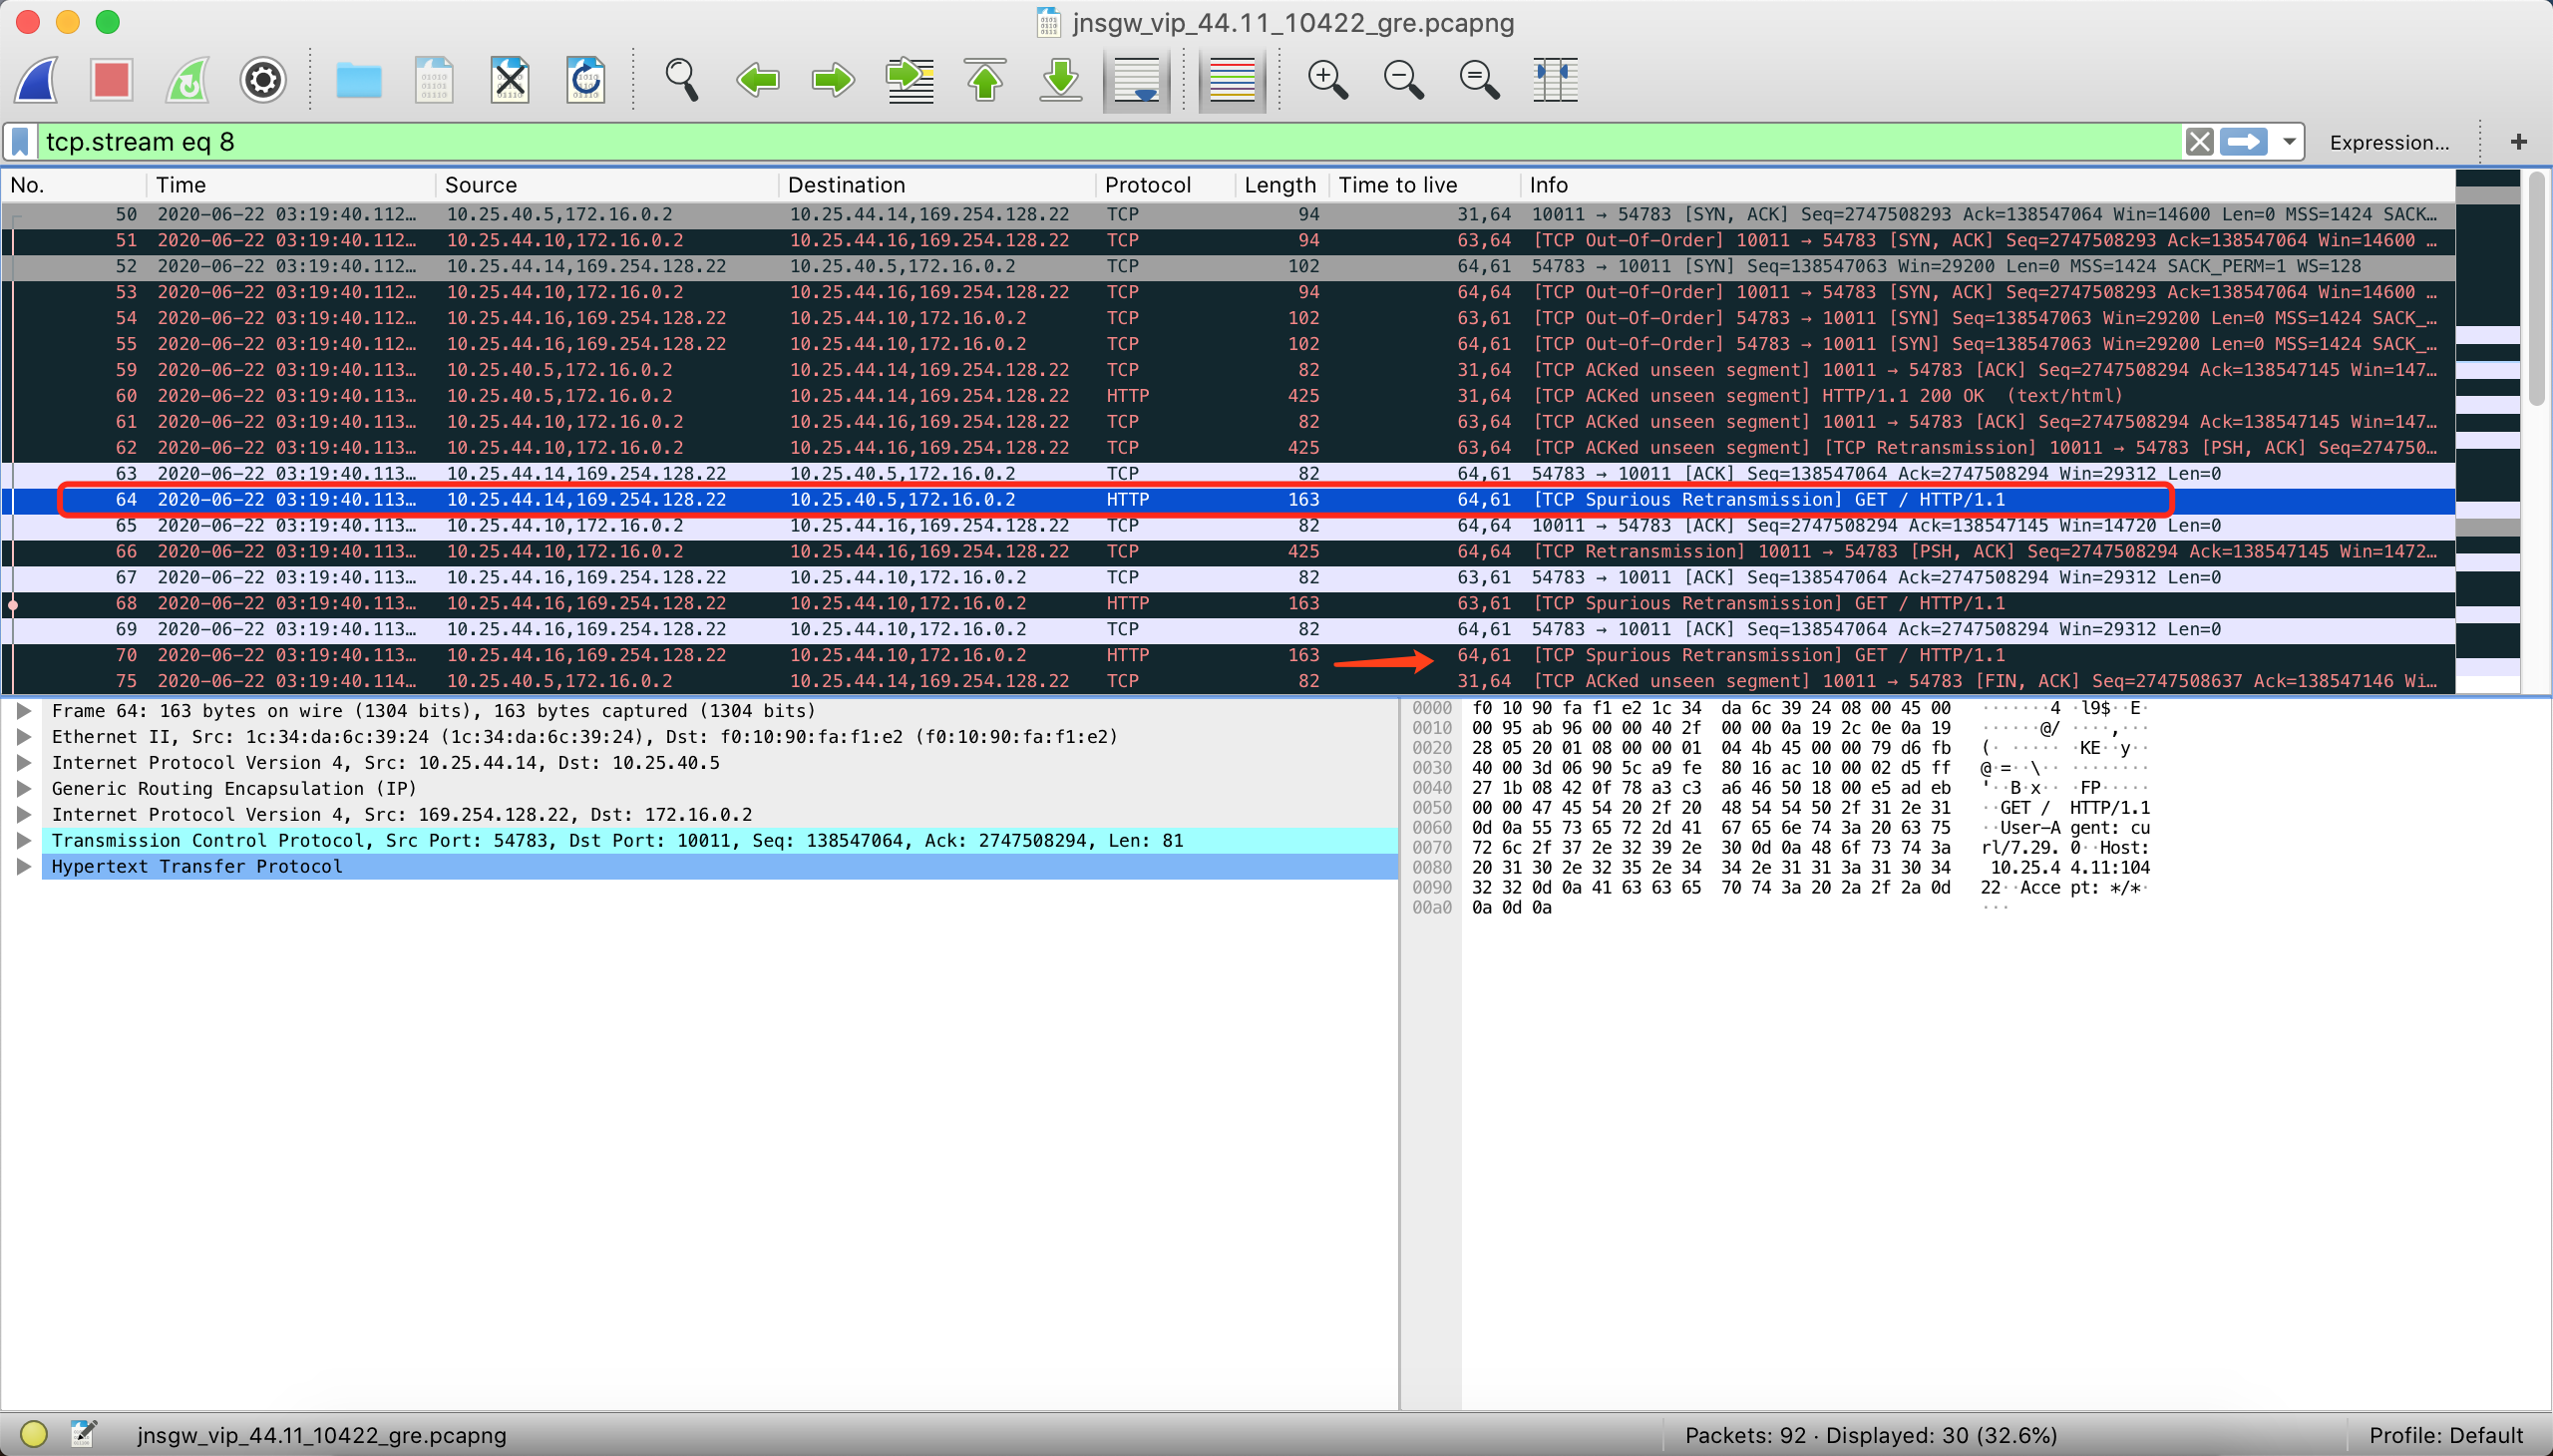 jnsgw_vip_44.11_10422_gre.pcapng
tcp.stream eq 8
Expression...
+
No. Time Source Destination Protocol Length Time to live Info
50 2020-06-22 03:19:40.112… 10.25.40.5,172.16.0.2 10.25.44.14,169.254.128.22 TCP 94 31,64 10011 → 54783 [SYN, ACK] Seq=2747508293 Ack=138547064 Win=14600 Len=0 MSS=1424 SACK…
51 2020-06-22 03:19:40.112… 10.25.44.10,172.16.0.2 10.25.44.16,169.254.128.22 TCP 94 63,64 [TCP Out-Of-Order] 10011 → 54783 [SYN, ACK] Seq=2747508293 Ack=138547064 Win=14600 …
52 2020-06-22 03:19:40.112… 10.25.44.14,169.254.128.22 10.25.40.5,172.16.0.2 TCP 102 64,61 54783 → 10011 [SYN] Seq=138547063 Win=29200 Len=0 MSS=1424 SACK_PERM=1 WS=128
53 2020-06-22 03:19:40.112… 10.25.44.10,172.16.0.2 10.25.44.16,169.254.128.22 TCP 94 64,64 [TCP Out-Of-Order] 10011 → 54783 [SYN, ACK] Seq=2747508293 Ack=138547064 Win=14600 …
54 2020-06-22 03:19:40.112… 10.25.44.16,169.254.128.22 10.25.44.10,172.16.0.2 TCP 102 63,61 [TCP Out-Of-Order] 54783 → 10011 [SYN] Seq=138547063 Win=29200 Len=0 MSS=1424 SACK_…
55 2020-06-22 03:19:40.112… 10.25.44.16,169.254.128.22 10.25.44.10,172.16.0.2 TCP 102 64,61 [TCP Out-Of-Order] 54783 → 10011 [SYN] Seq=138547063 Win=29200 Len=0 MSS=1424 SACK_…
59 2020-06-22 03:19:40.112… 10.25.40.5,172.16.0.2 10.25.44.14,169.254.128.22 TCP 82 31,64 [TCP ACKed unseen segment] 10011 → 54783 [ACK] Seq=2747508294 Ack=138547145 Win=147…
60 2020-06-22 03:19:40.113… 10.25.40.5,172.16.0.2 10.25.44.14,169.254.128.22 HTTP 425 31,64 [TCP ACKed unseen segment] HTTP/1.1 200 OK  (text/html)
61 2020-06-22 03:19:40.113… 10.25.44.10,172.16.0.2 10.25.44.16,169.254.128.22 TCP 82 63,64 [TCP ACKed unseen segment] 10011 → 54783 [ACK] Seq=2747508294 Ack=138547145 Win=147…
62 2020-06-22 03:19:40.113… 10.25.44.10,172.16.0.2 10.25.44.16,169.254.128.22 TCP 425 63,64 [TCP ACKed unseen segment] [TCP Retransmission] 10011 → 54783 [PSH, ACK] Seq=274750…
63 2020-06-22 03:19:40.113… 10.25.44.14,169.254.128.22 10.25.40.5,172.16.0.2 TCP 82 64,61 54783 → 10011 [ACK] Seq=138547064 Ack=2747508294 Win=29312 Len=0
64 2020-06-22 03:19:40.113… 10.25.44.14,169.254.128.22 10.25.40.5,172.16.0.2 HTTP 163 64,61 [TCP Spurious Retransmission] GET / HTTP/1.1
65 2020-06-22 03:19:40.113… 10.25.44.10,172.16.0.2 10.25.44.16,169.254.128.22 TCP 82 64,64 10011 → 54783 [ACK] Seq=2747508294 Ack=138547145 Win=14720 Len=0
66 2020-06-22 03:19:40.113… 10.25.44.10,172.16.0.2 10.25.44.16,169.254.128.22 TCP 425 64,64 [TCP Retransmission] 10011 → 54783 [PSH, ACK] Seq=2747508294 Ack=138547145 Win=1472…
67 2020-06-22 03:19:40.113… 10.25.44.16,169.254.128.22 10.25.44.10,172.16.0.2 TCP 82 63,61 54783 → 10011 [ACK] Seq=138547064 Ack=2747508294 Win=29312 Len=0
68 2020-06-22 03:19:40.113… 10.25.44.16,169.254.128.22 10.25.44.10,172.16.0.2 HTTP 163 63,61 [TCP Spurious Retransmission] GET / HTTP/1.1
69 2020-06-22 03:19:40.113… 10.25.44.16,169.254.128.22 10.25.44.10,172.16.0.2 TCP 82 64,61 54783 → 10011 [ACK] Seq=138547064 Ack=2747508294 Win=29312 Len=0
70 2020-06-22 03:19:40.113… 10.25.44.16,169.254.128.22 10.25.44.10,172.16.0.2 HTTP 163 64,61 [TCP Spurious Retransmission] GET / HTTP/1.1
75 2020-06-22 03:19:40.114… 10.25.40.5,172.16.0.2 10.25.44.14,169.254.128.22 TCP 82 31,64 [TCP ACKed unseen segment] 10011 → 54783 [FIN, ACK] Seq=2747508637 Ack=138547146 Wi…
Frame 64: 163 bytes on wire (1304 bits), 163 bytes captured (1304 bits)
Ethernet II, Src: 1c:34:da:6c:39:24 (1c:34:da:6c:39:24), Dst: f0:10:90:fa:f1:e2 (f0:10:90:fa:f1:e2)
Internet Protocol Version 4, Src: 10.25.44.14, Dst: 10.25.40.5
Generic Routing Encapsulation (IP)
Internet Protocol Version 4, Src: 169.254.128.22, Dst: 172.16.0.2
Transmission Control Protocol, Src Port: 54783, Dst Port: 10011, Seq: 138547064, Ack: 2747508294, Len: 81
Hypertext Transfer Protocol
0000 f0 10 90 fa f1 e2 1c 34 da 6c 39 24 08 00 45 00 ·······4 ·l9$··E·
0010 00 95 ab 96 00 00 40 2f 00 00 0a 19 2c 0e 0a 19 ······@/ ····,···
0020 28 05 20 01 08 00 00 01 04 4b 45 00 00 79 d6 fb (· ····· ·KE··y··
0030 40 00 3d 06 90 5c a9 fe 80 16 ac 10 00 02 d5 ff @·=··\·· ········
0040 27 1b 08 42 0f 78 a3 c3 a6 46 50 18 00 e5 ad eb '··B·x·· ·FP·····
0050 00 00 47 45 54 20 2f 20 48 54 54 50 2f 31 2e 31 ··GET / HTTP/1.1
0060 0d 0a 55 73 65 72 2d 41 67 65 6e 74 3a 20 63 75 ··User-A gent: cu
0070 72 6c 2f 37 2e 32 39 2e 30 0d 0a 48 6f 73 74 3a rl/7.29. 0··Host:
0080 20 31 30 2e 32 35 2e 34 34 2e 31 31 3a 31 30 34 10.25.4 4.11:104
0090 32 32 0d 0a 41 63 63 65 70 74 3a 20 2a 2f 2a 0d 22··Acce pt: */*·
00a0 0a 0d 0a ···
jnsgw_vip_44.11_10422_gre.pcapng
Packets: 92 · Displayed: 30 (32.6%)
Profile: Default